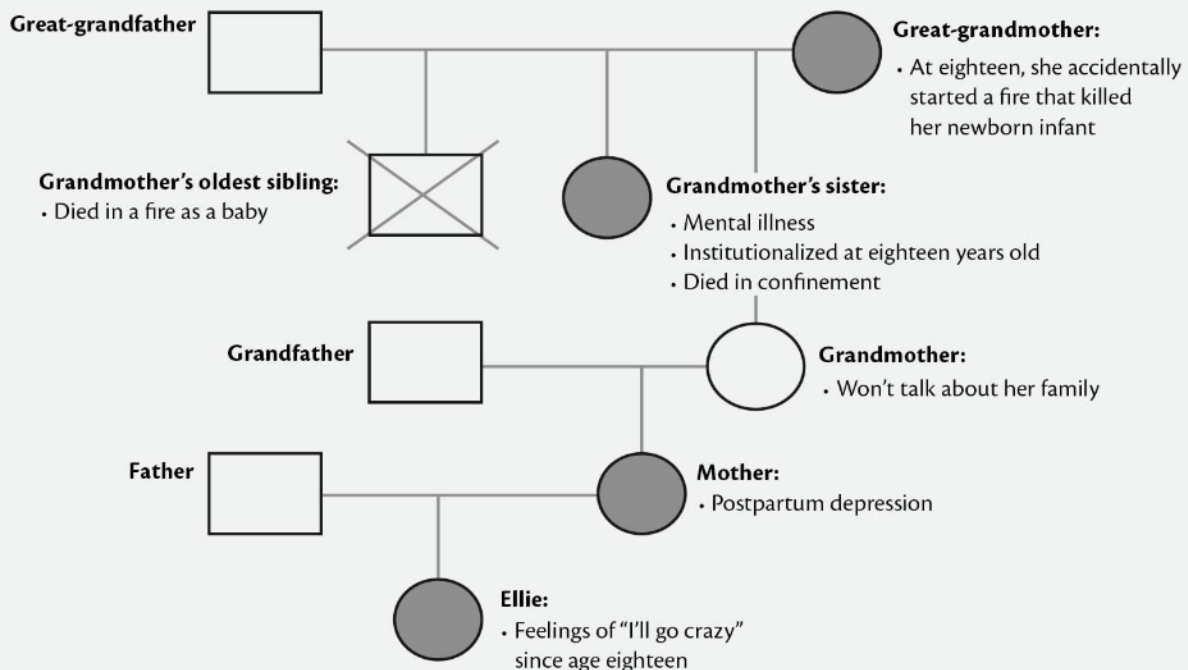 Great-grandfather
Great-grandmother:
• At eighteen, she accidentally
started a fire that killed
her newborn infant
Grandmother's oldest sibling:
• Died in a fire as a baby
Grandmother's sister:
• Mental illness
• Institutionalized at eighteen years old
• Died in confinement
Grandfather
Grandmother:
• Won't talk about her family
Father
Mother:
• Postpartum depression
Ellie:
• Feelings of “I'll go crazy”
since age eighteen